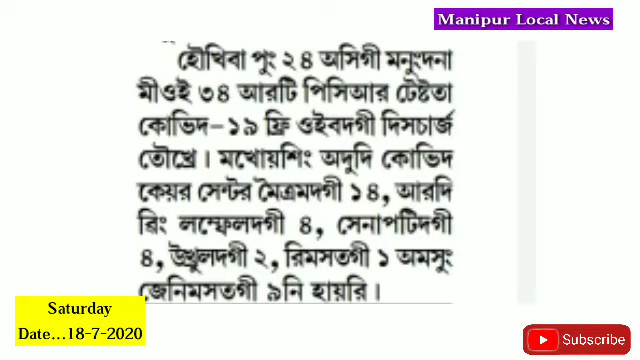 Manipur Local News
হৌখিবা পুং ২৪ অসিগী মনুংদনা
মীওই ৩৪ আরটি পিসিআর টেষ্টতা
কোভিদ-১৯ ফ্রি ওইবদগী দিসচার্জ
তৌখ্রে। মখোয়শিং অদুদি কোভিদ
কেয়র সেন্টর মৈত্রমদগী ১৪, আরদি
ব্রিং লম্ফেলদগী ৪, সেনাপটিদগী
৪, উখ্রুলদগী ২, রিমসতগী ১ অমসুং
জেনিমসতগী ৯নি হায়রি।
Saturday
Date...18-7-2020
Subscribe